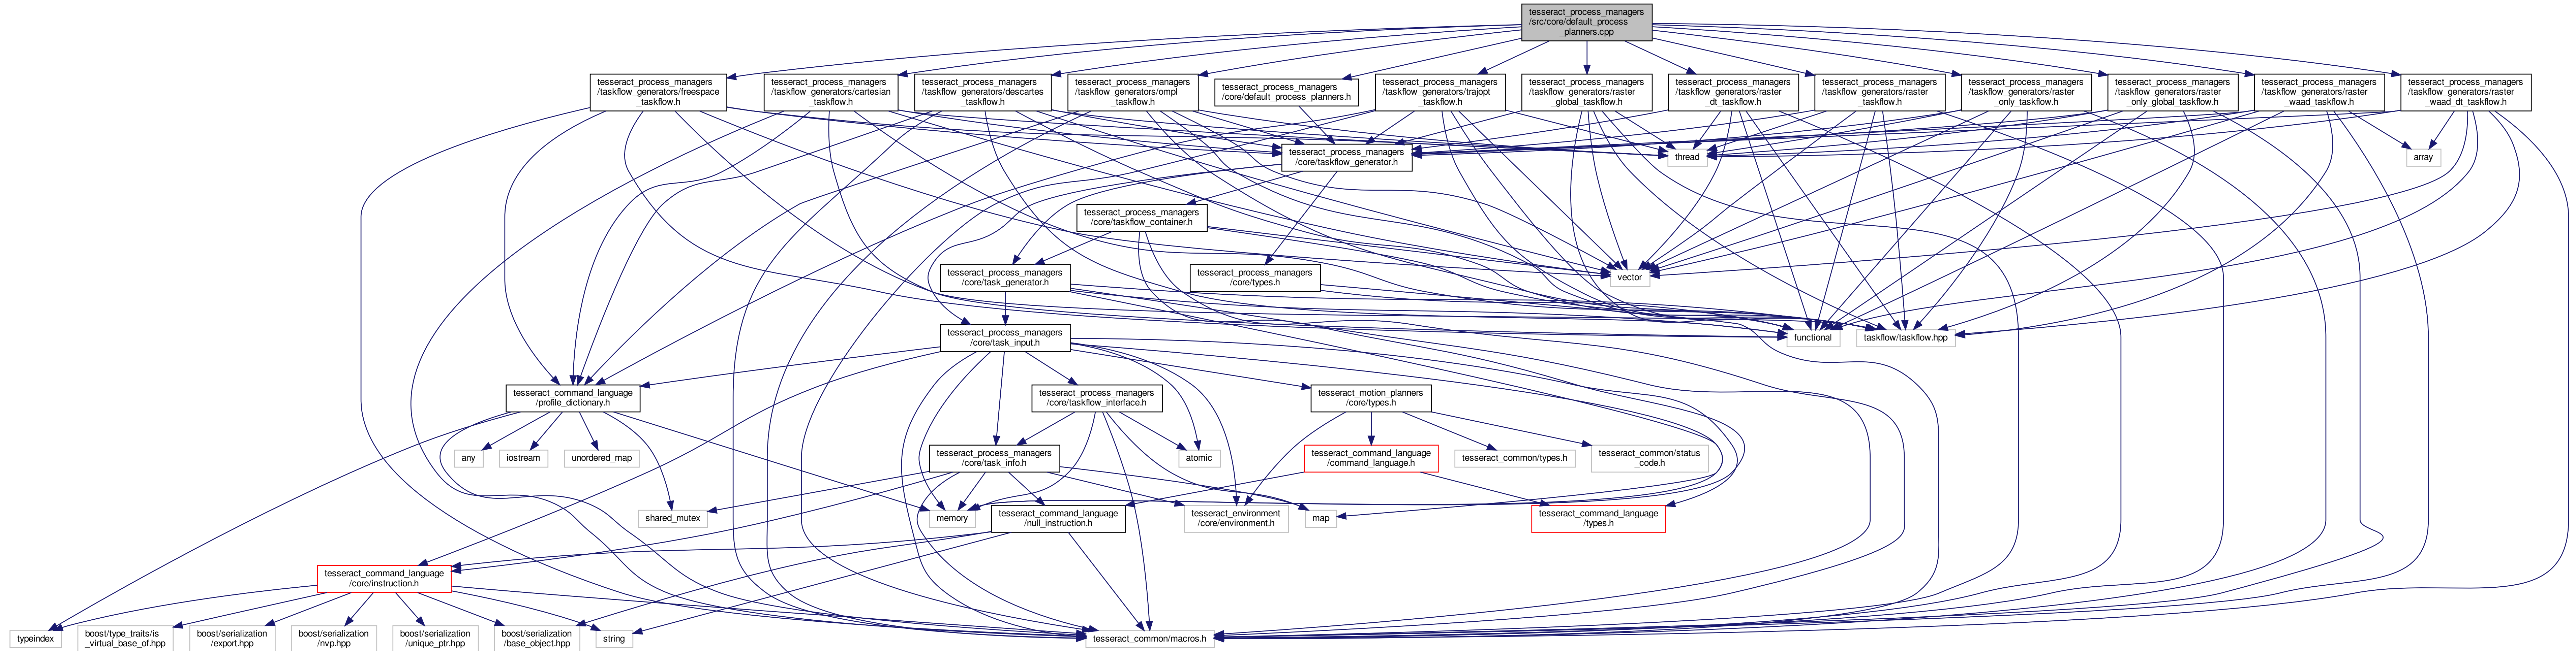 tesseract_process_managers
/src/core/default_process
_planners.cpp
tesseract_process_managers
/taskflow_generators/freespace
_taskflow.h
tesseract_process_managers
/taskflow_generators/cartesian
_taskflow.h
tesseract_process_managers
/taskflow_generators/descartes
_taskflow.h
tesseract_process_managers
/taskflow_generators/ompl
_taskflow.h
tesseract_process_managers
/core/default_process_planners.h
tesseract_process_managers
/taskflow_generators/trajopt
_taskflow.h
tesseract_process_managers
/taskflow_generators/raster
_global_taskflow.h
tesseract_process_managers
/taskflow_generators/raster
_dt_taskflow.h
tesseract_process_managers
/taskflow_generators/raster
_taskflow.h
tesseract_process_managers
/taskflow_generators/raster
_only_taskflow.h
tesseract_process_managers
/taskflow_generators/raster
_only_global_taskflow.h
tesseract_process_managers
/taskflow_generators/raster
_waad_taskflow.h
tesseract_process_managers
/taskflow_generators/raster
_waad_dt_taskflow.h
tesseract_process_managers
/core/taskflow_generator.h
thread
array
tesseract_process_managers
/core/taskflow_container.h
tesseract_process_managers
/core/task_generator.h
tesseract_process_managers
/core/types.h
vector
tesseract_process_managers
/core/task_input.h
functional
taskflow/taskflow.hpp
tesseract_command_language
/profile_dictionary.h
tesseract_process_managers
/core/taskflow_interface.h
tesseract_motion_planners
/core/types.h
any
iostream
unordered_map
tesseract_process_managers
/core/task_info.h
atomic
tesseract_command_language
/command_language.h
tesseract_common/types.h
tesseract_common/status
_code.h
shared_mutex
memory
tesseract_command_language
/null_instruction.h
tesseract_environment
/core/environment.h
map
tesseract_command_language
/types.h
tesseract_command_language
/core/instruction.h
typeindex
boost/type_traits/is
_virtual_base_of.hpp
boost/serialization
/export.hpp
boost/serialization
/nvp.hpp
boost/serialization
/unique_ptr.hpp
boost/serialization
/base_object.hpp
string
tesseract_common/macros.h